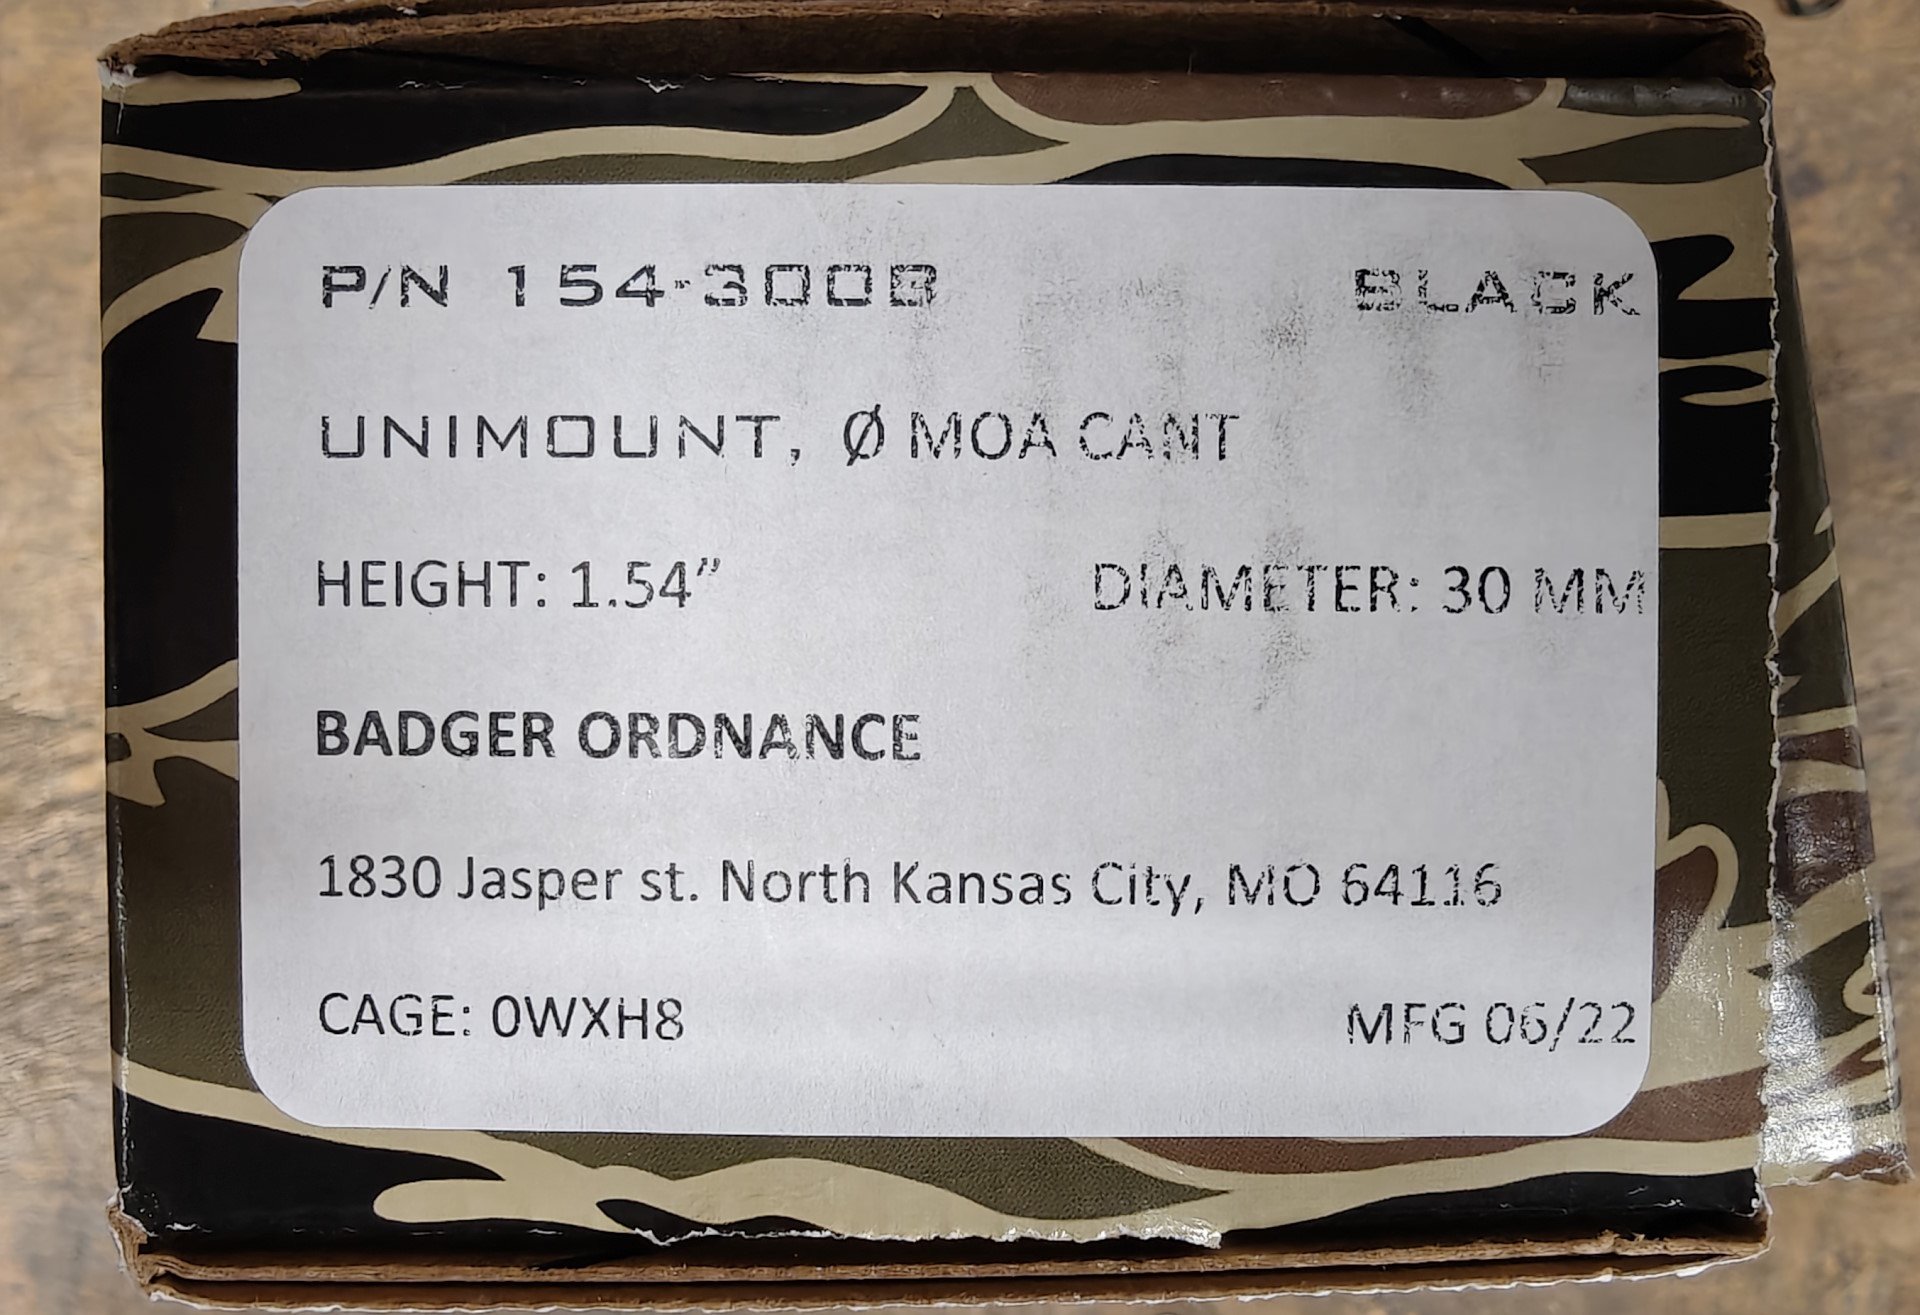 P/N 154-300B BLACK
UNIMOUNT, Ø MOA CANT
HEIGHT: 1.54” DIAMETER: 30 MM
BADGER ORDNANCE
1830 Jasper st. North Kansas City, MO 64116
CAGE: 0WXH8 MFG 06/22